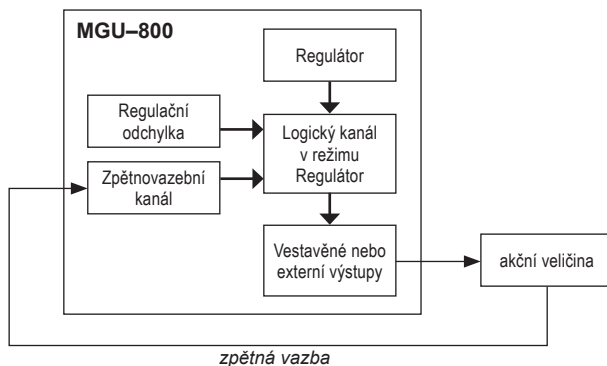 MGU–800
Regulátor
Regulační
odchylka
Logický kanál
v režimu
Regulátor
Zpětnovazební
kanál
Vestavěné nebo
externí výstupy
akční veličina
zpětná vazba